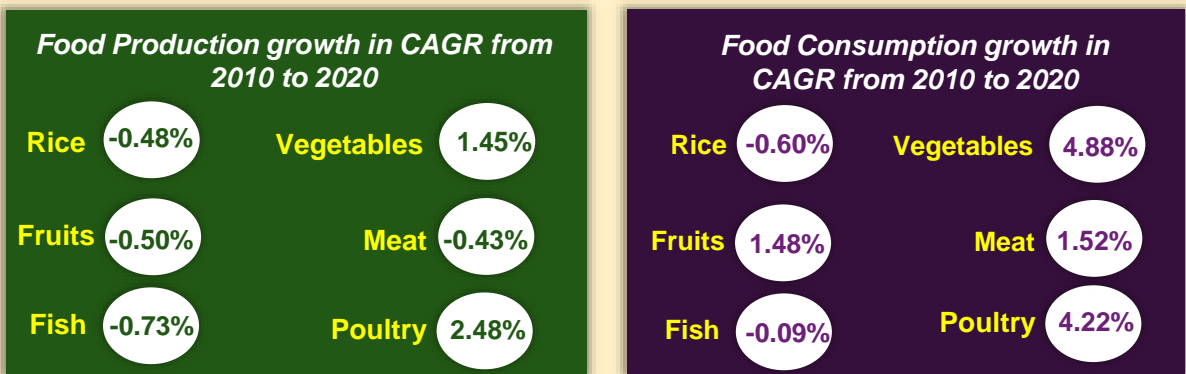 Food Production growth in CAGR from
2010 to 2020
Rice -0.48% Vegetables 1.45%
Fruits -0.50% Meat -0.43%
Fish -0.73% Poultry 2.48%
Food Consumption growth in
CAGR from 2010 to 2020
Rice -0.60% Vegetables 4.88%
Fruits 1.48% Meat 1.52%
Fish -0.09% Poultry 4.22%